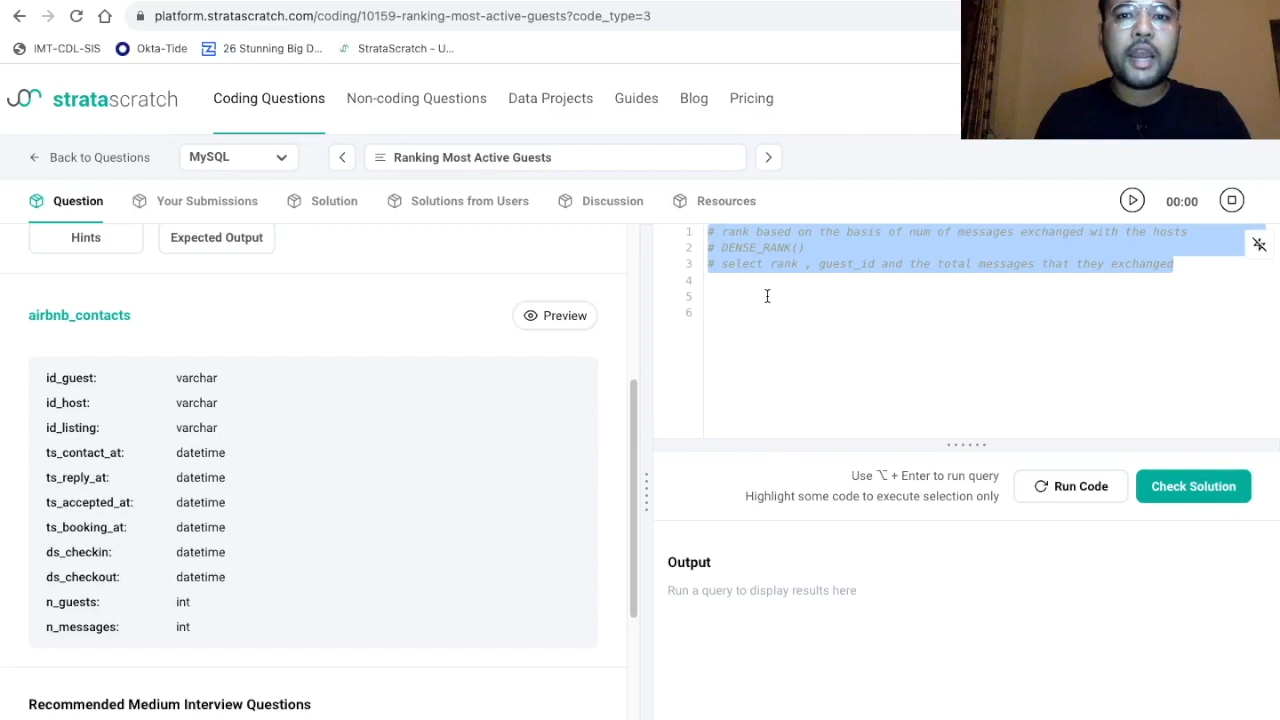 platform.stratascratch.com/coding/10159-ranking-most-active-guests?code_type=3
IMT-CDL-SIS
Okta-Tide
26 Stunning Big D...
StrataScratch - U...
stratascratch
Coding Questions
Non-coding Questions
Data Projects
Guides
Blog
Pricing
Back to Questions
MySQL
Ranking Most Active Guests
Question
Your Submissions
Solution
Solutions from Users
Discussion
Resources
00:00
Hints
Expected Output
airbnb_contacts
Preview
id_guest: varchar
id_host: varchar
id_listing: varchar
ts_contact_at: datetime
ts_reply_at: datetime
ts_accepted_at: datetime
ts_booking_at: datetime
ds_checkin: datetime
ds_checkout: datetime
n_guests: int
n_messages: int
Recommended Medium Interview Questions
1 # rank based on the basis of num of messages exchanged with the hosts
2 # DENSE_RANK()
3 # select rank , guest_id and the total messages that they exchanged
4
5
6
Use ⌥ + Enter to run query
Highlight some code to execute selection only
Run Code
Check Solution
Output
Run a query to display results here